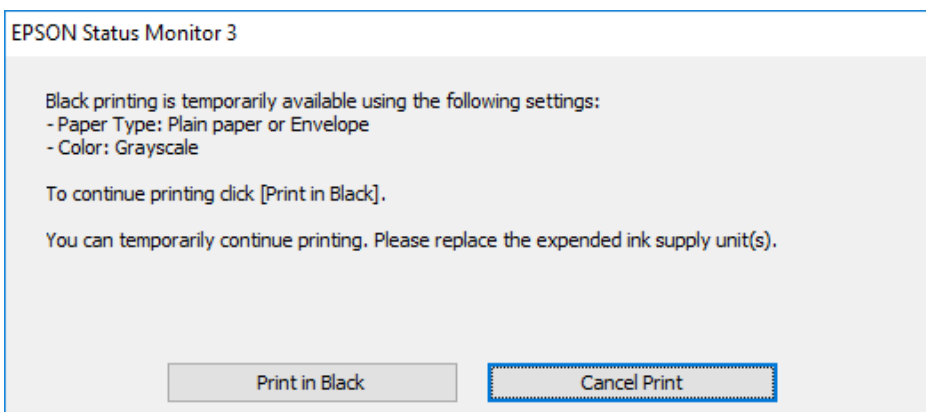 EPSON Status Monitor 3
Black printing is temporarily available using the following settings:
- Paper Type: Plain paper or Envelope
- Color: Grayscale
To continue printing click [Print in Black].
You can temporarily continue printing. Please replace the expended ink supply unit(s).
Print in Black
Cancel Print